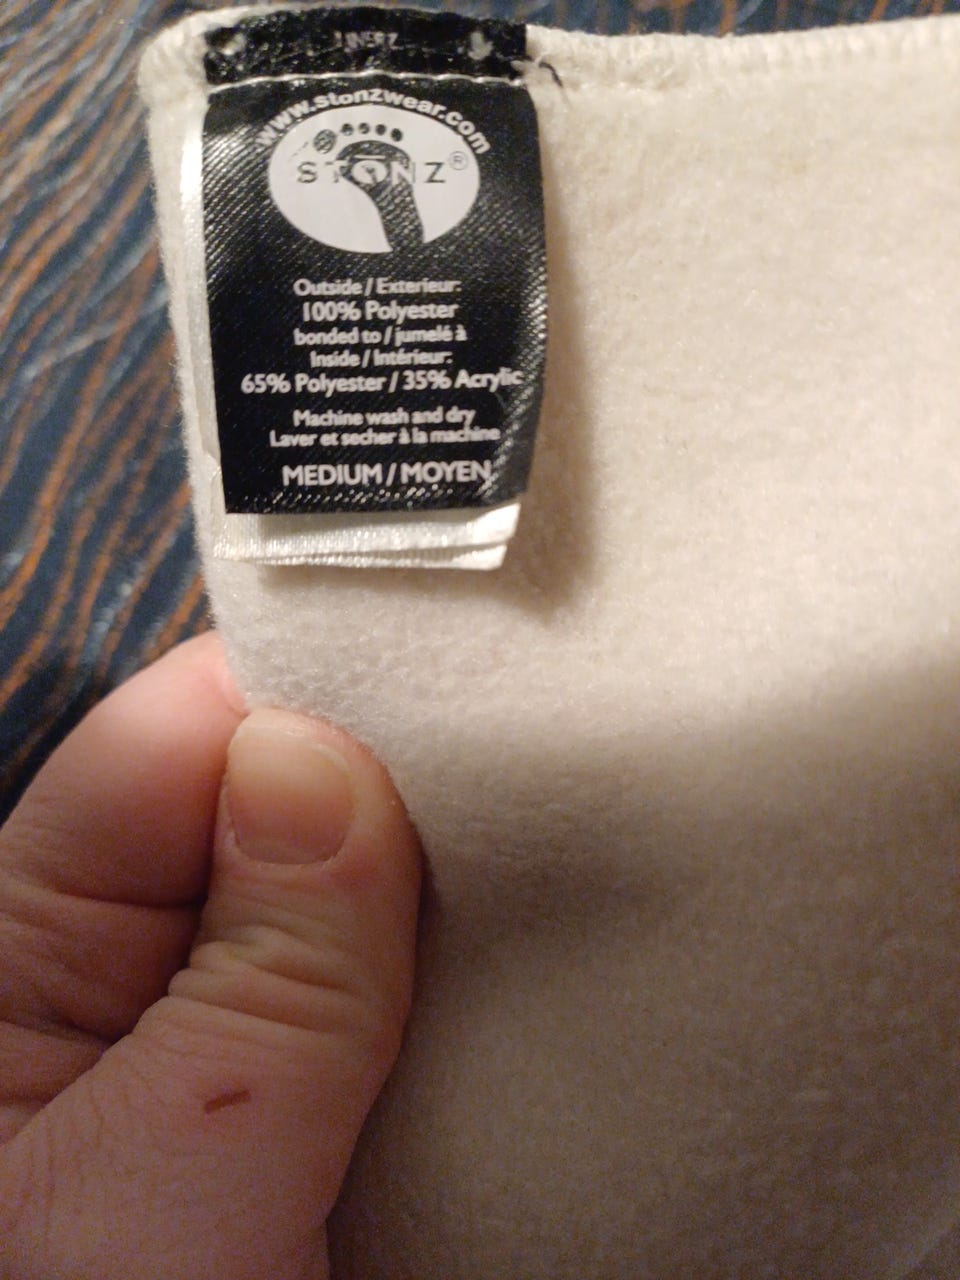 LINERZ
www.stonzwear.com
STONZ®
Outside / Exterieur:
100% Polyester
bonded to / jumelé à
Inside / Intérieur:
65% Polyester / 35% Acrylic
Machine wash and dry
Laver et secher à la machine
MEDIUM / MOYEN